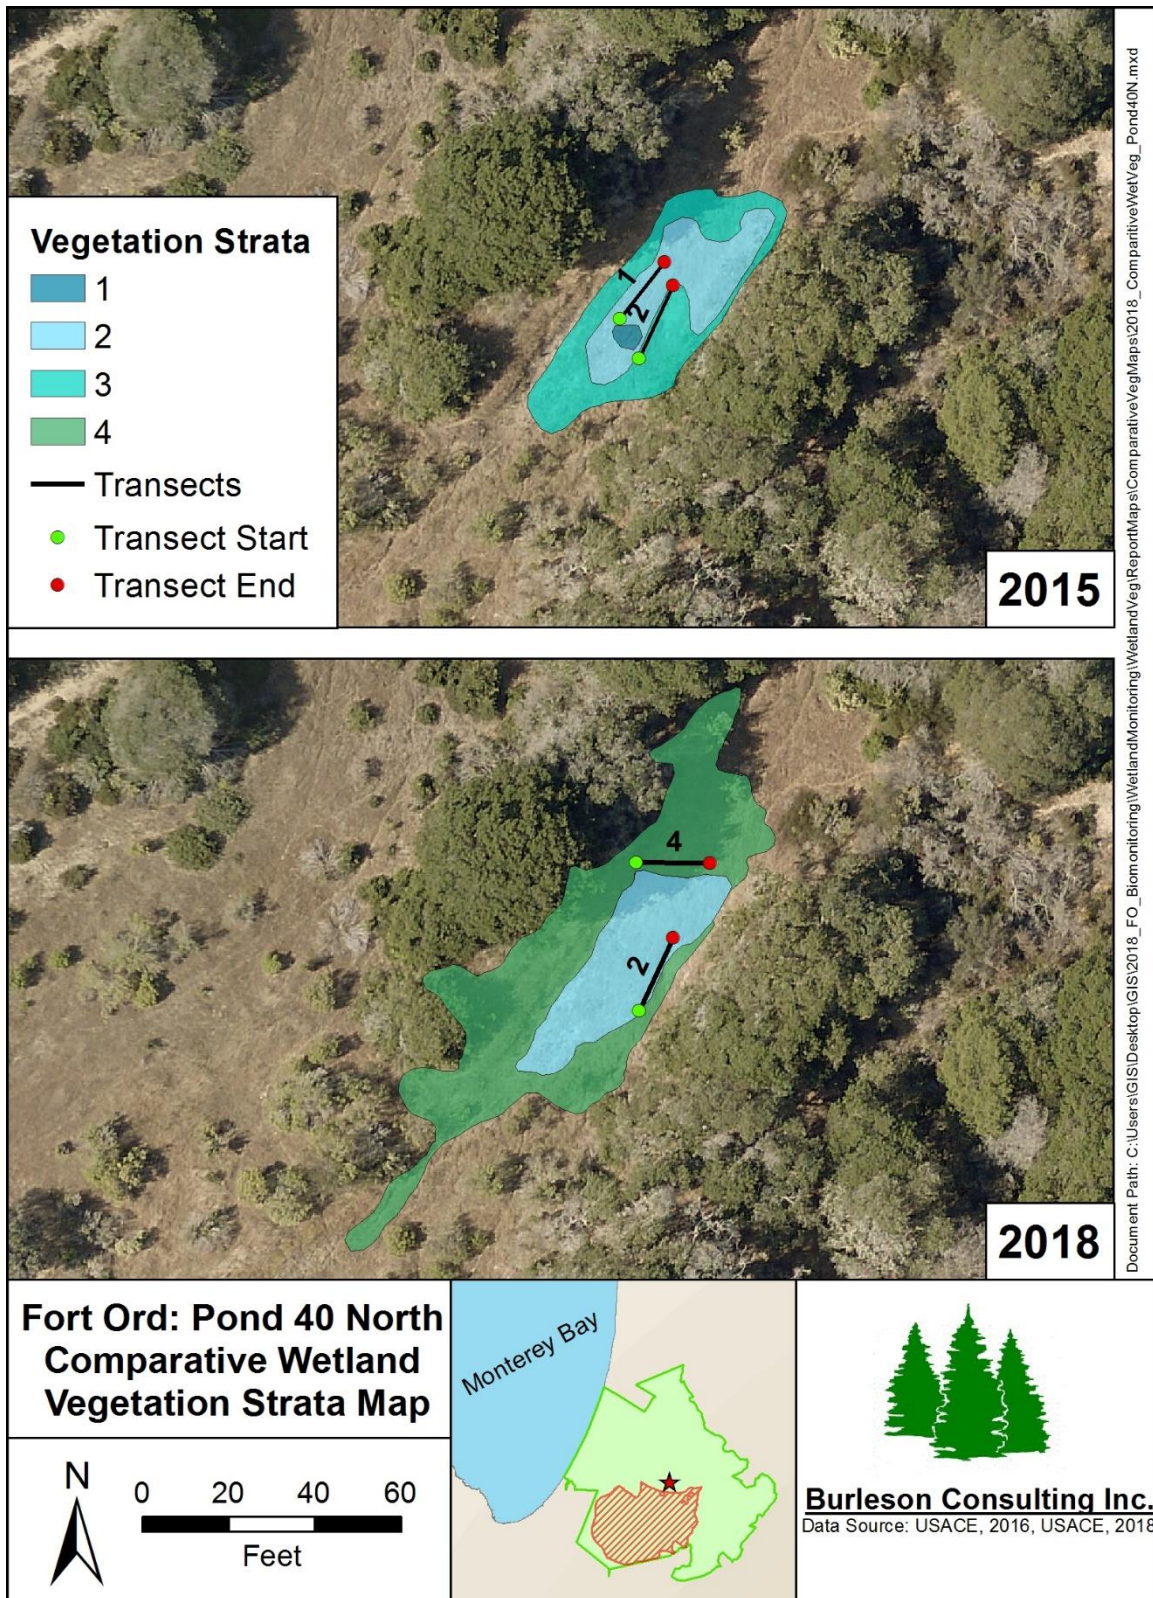 Vegetation Strata
1
2
3
4
Transects
Transect Start
Transect End
1
2
2015
4
2
2018
Document Path: C:\Users\GIS\Desktop\GIS\2018_FO_Biomonitoring\WetlandMonitoring\WetlandVeg\ReportMaps\ComparativeVegMaps\2018_ComparitiveWetVeg_Pond40N.mxd
Fort Ord: Pond 40 North
Comparative Wetland
Vegetation Strata Map
N
0 20 40 60
Feet
Monterey Bay
Burleson Consulting Inc.
Data Source: USACE, 2016, USACE, 2018